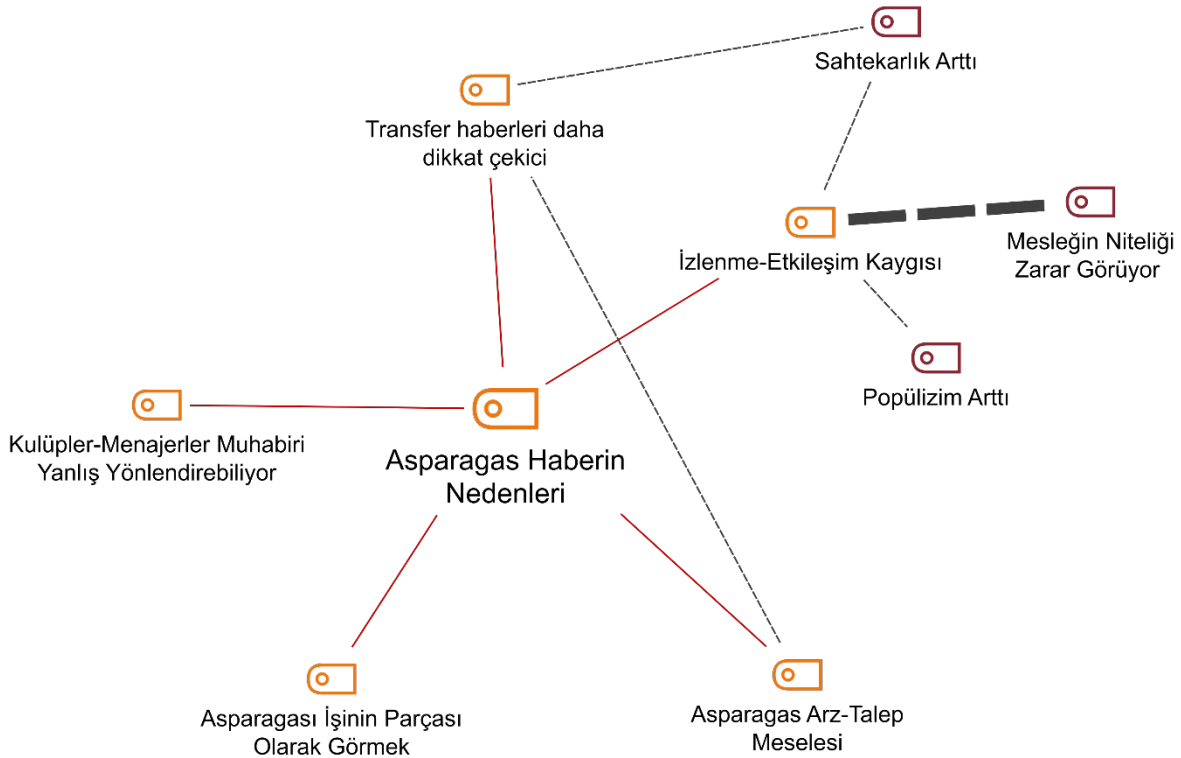 Sahtekarlık Arttı
Transfer haberleri daha
dikkat çekici
Mesleğin Niteliği
Zarar Görüyor
İzlenme-Etkileşim Kaygısı
Popülizim Arttı
Kulüpler-Menajerler Muhabiri
Yanlış Yönlendirebiliyor
Asparagas Haberin
Nedenleri
Asparagası İşinin Parçası
Olarak Görmek
Asparagas Arz-Talep
Meselesi